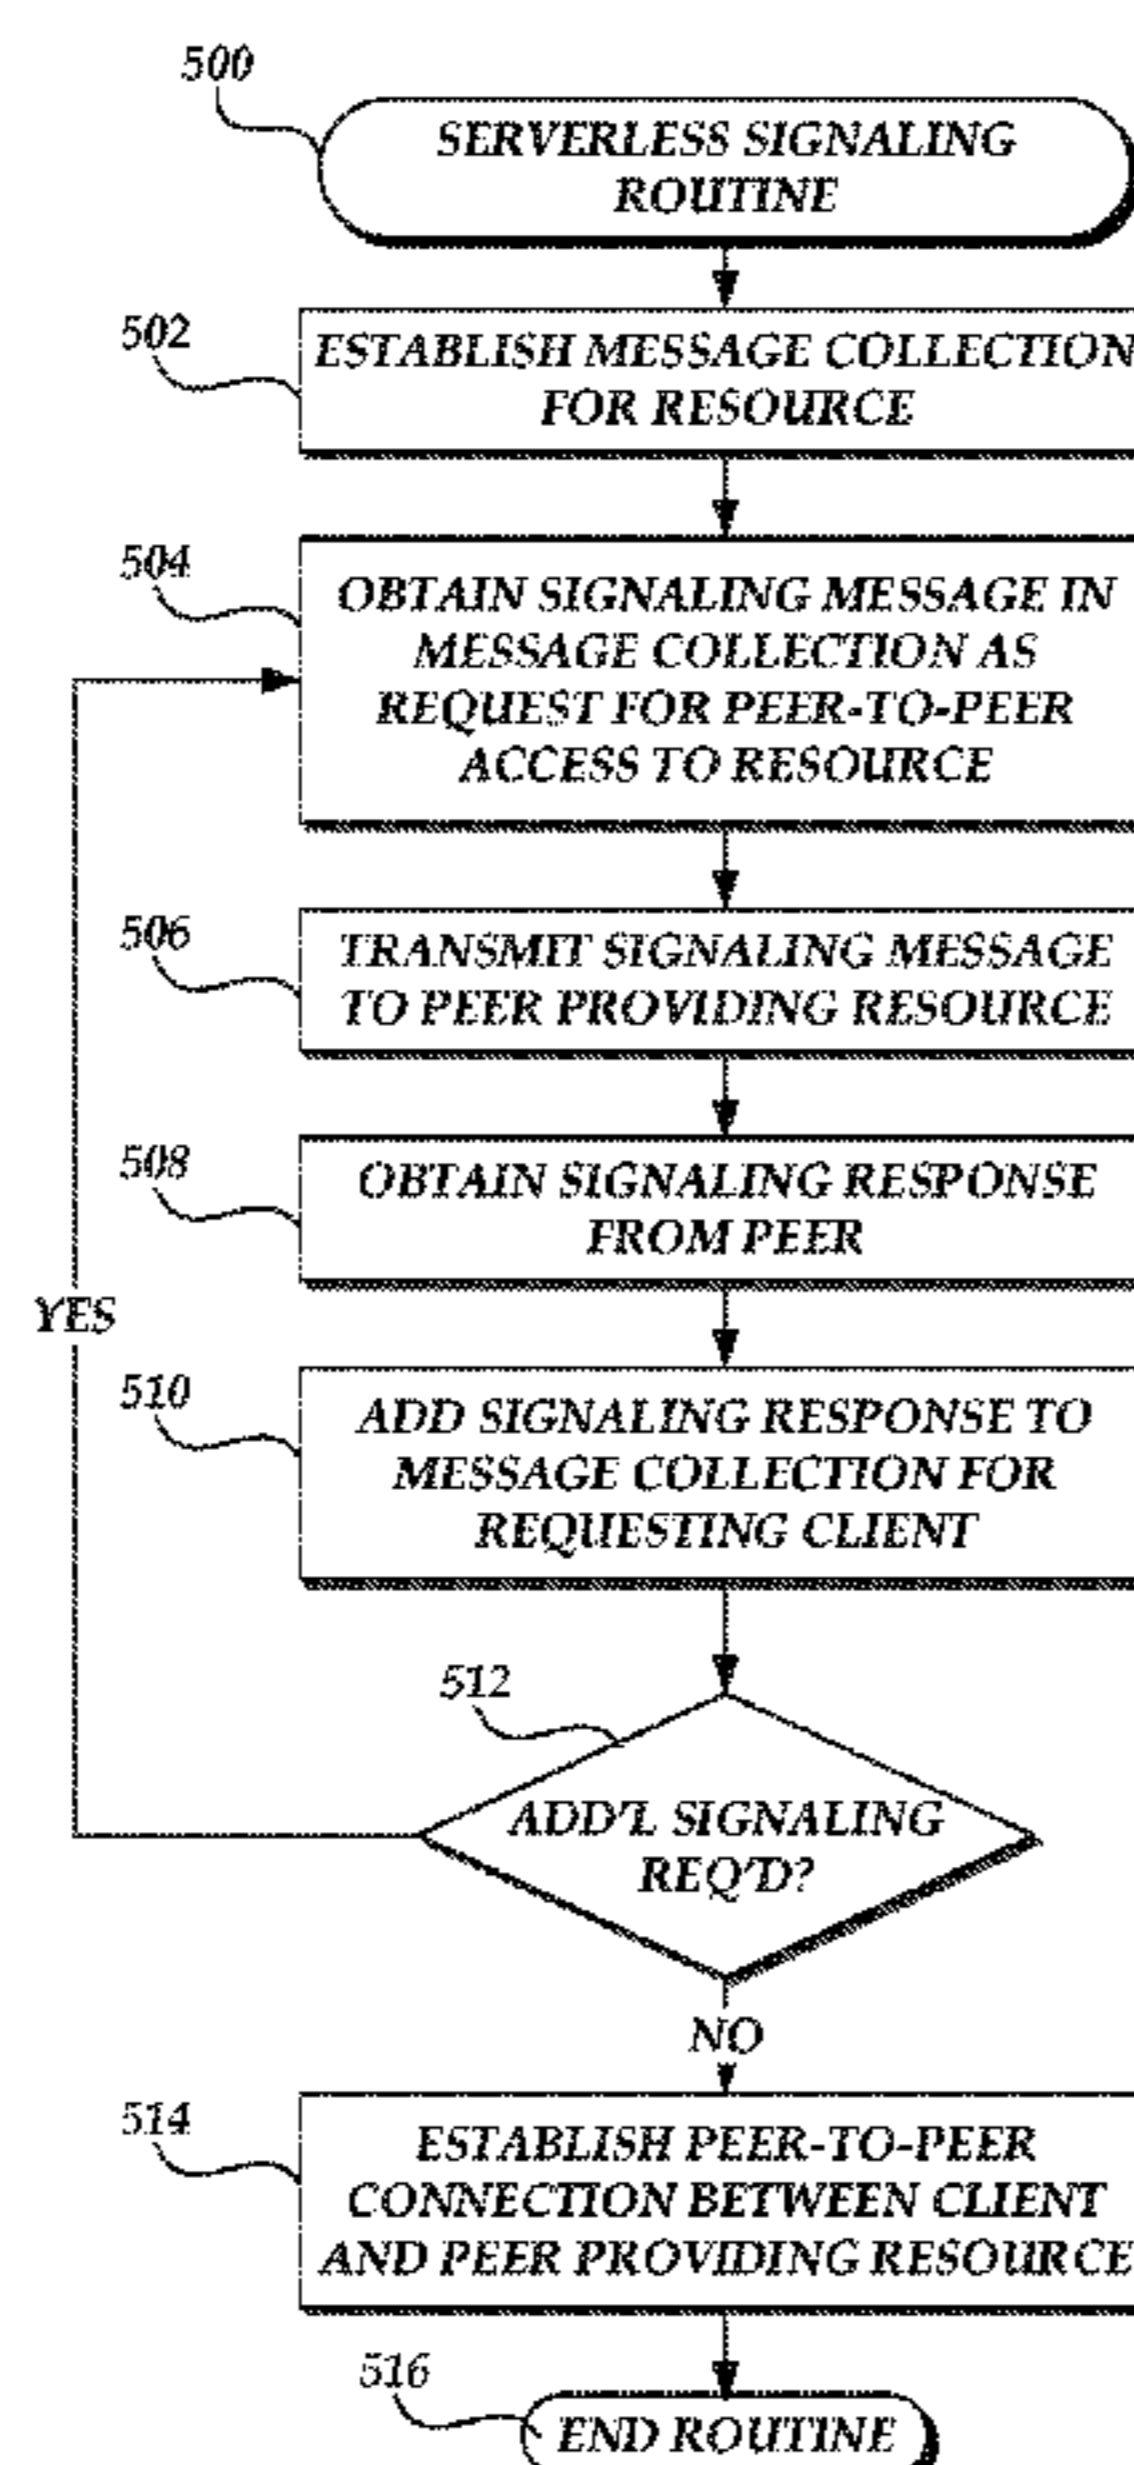 500
SERVERLESS SIGNALING
ROUTINE
502
ESTABLISH MESSAGE COLLECTION
FOR RESOURCE
504
OBTAIN SIGNALING MESSAGE IN
MESSAGE COLLECTION AS
REQUEST FOR PEER-TO-PEER
ACCESS TO RESOURCE
506
TRANSMIT SIGNALING MESSAGE
TO PEER PROVIDING RESOURCE
508
OBTAIN SIGNALING RESPONSE
FROM PEER
YES
510
ADD SIGNALING RESPONSE TO
MESSAGE COLLECTION FOR
REQUESTING CLIENT
512
ADD'L SIGNALING
REQ'D?
NO
514
ESTABLISH PEER-TO-PEER
CONNECTION BETWEEN CLIENT
AND PEER PROVIDING RESOURCE
516
END ROUTINE